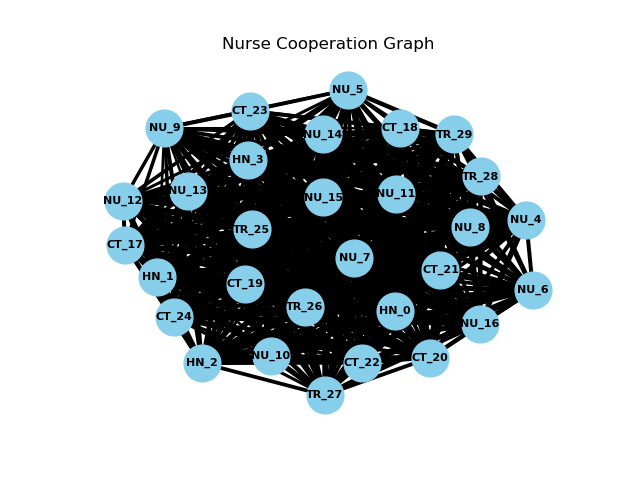 Nurse Cooperation Graph
NU_5
CT_23
NU_9
CT_18
NU_14
TR_29
HN_3
TR_28
NU_13
NU_11
NU_15
NU_12
NU_4
NU_8
TR_25
CT_17
NU_7
CT_21
HN_1
CT_19
NU_6
TR_26
HN_0
CT_24
NU_16
NU_10
CT_20
HN_2
CT_22
TR_27